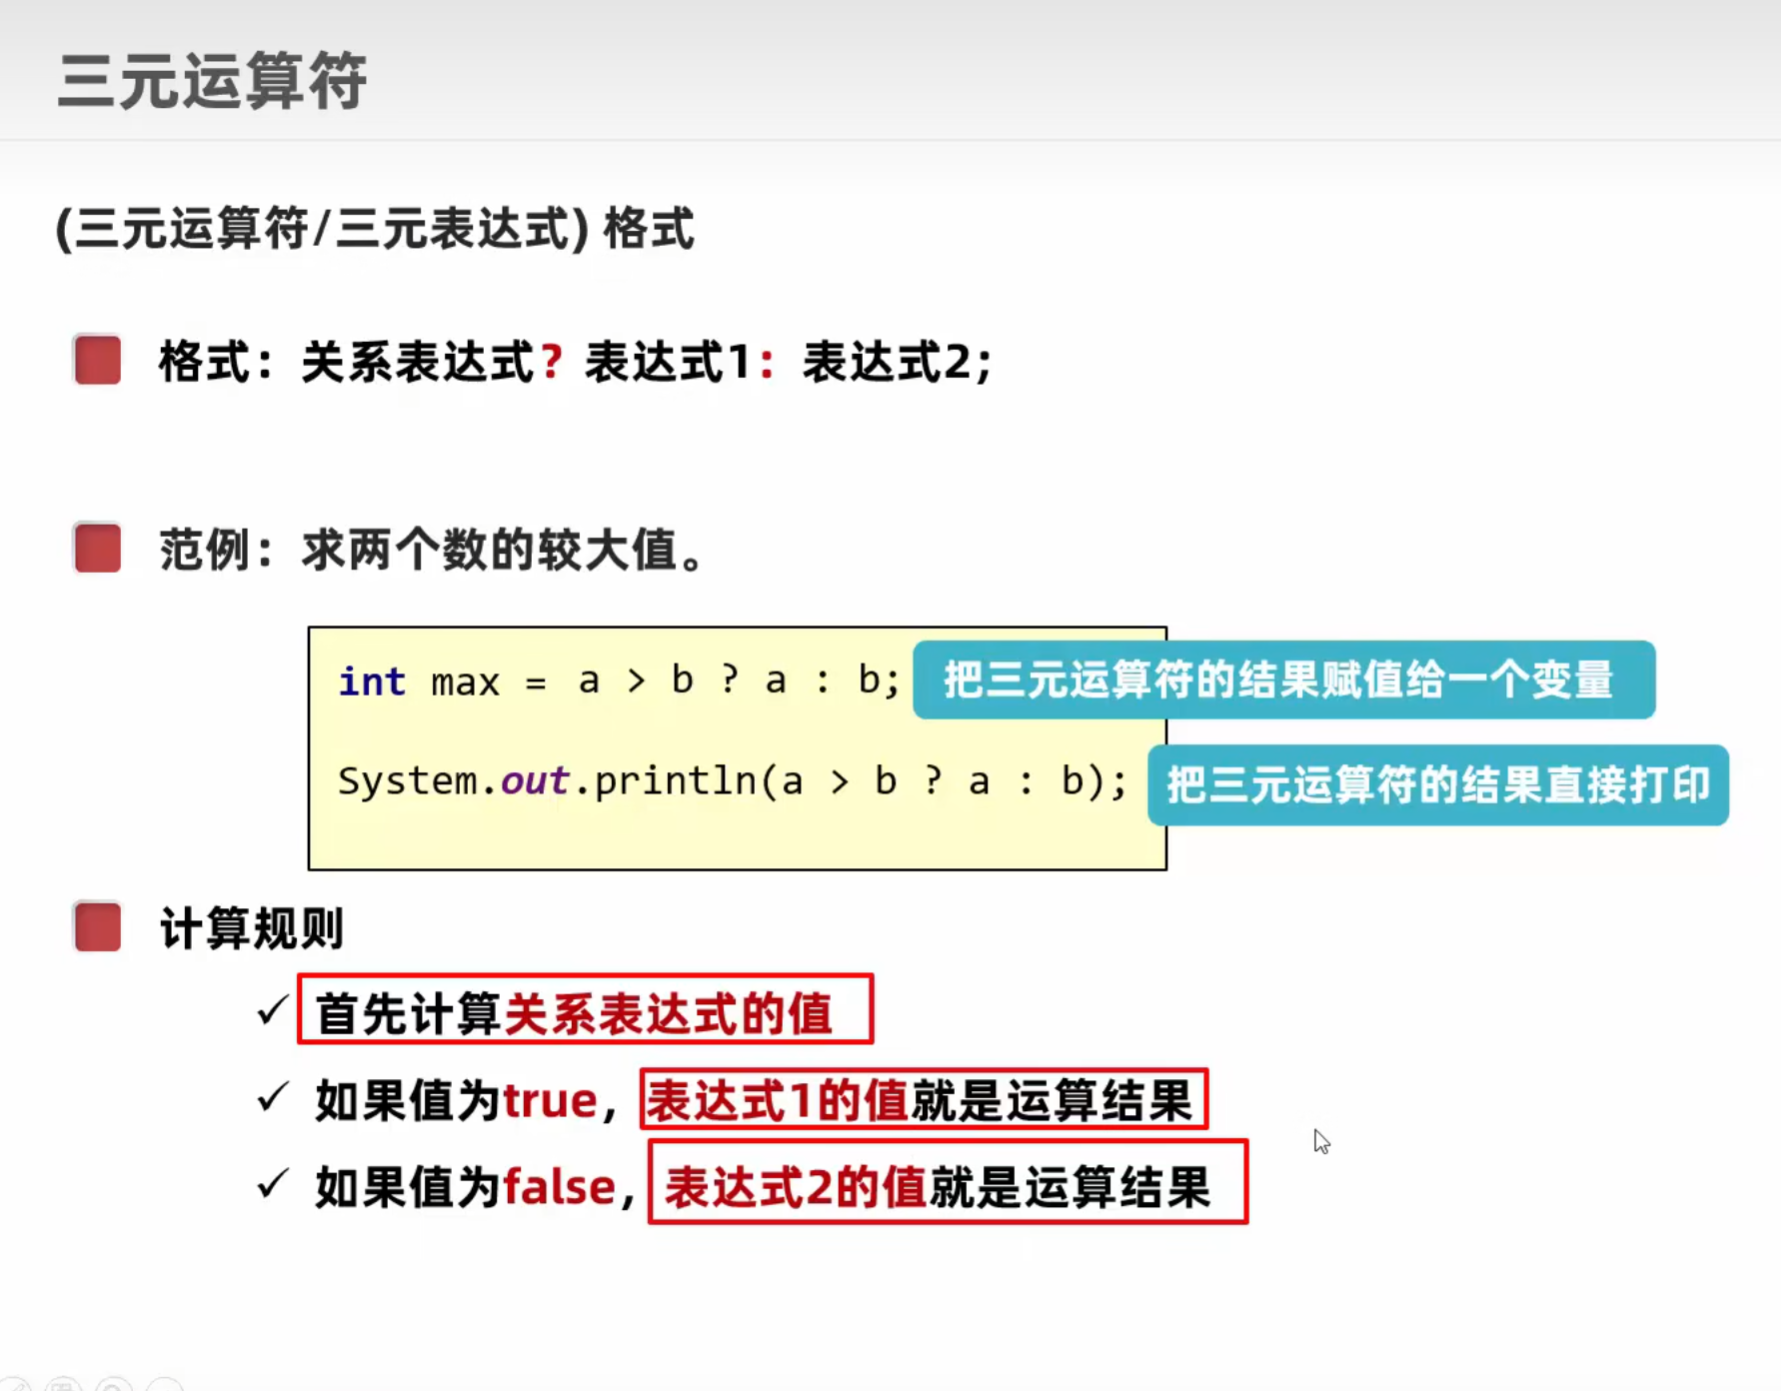 三元运算符
(三元运算符/三元表达式) 格式
格式：关系表达式？表达式1：表达式2；
范例：求两个数的较大值。
int max = a > b ? a : b; 把三元运算符的结果赋值给一个变量
System.out.println(a > b ? a : b); 把三元运算符的结果直接打印
计算规则
✓ 首先计算关系表达式的值
✓ 如果值为true，表达式1的值就是运算结果
✓ 如果值为false，表达式2的值就是运算结果